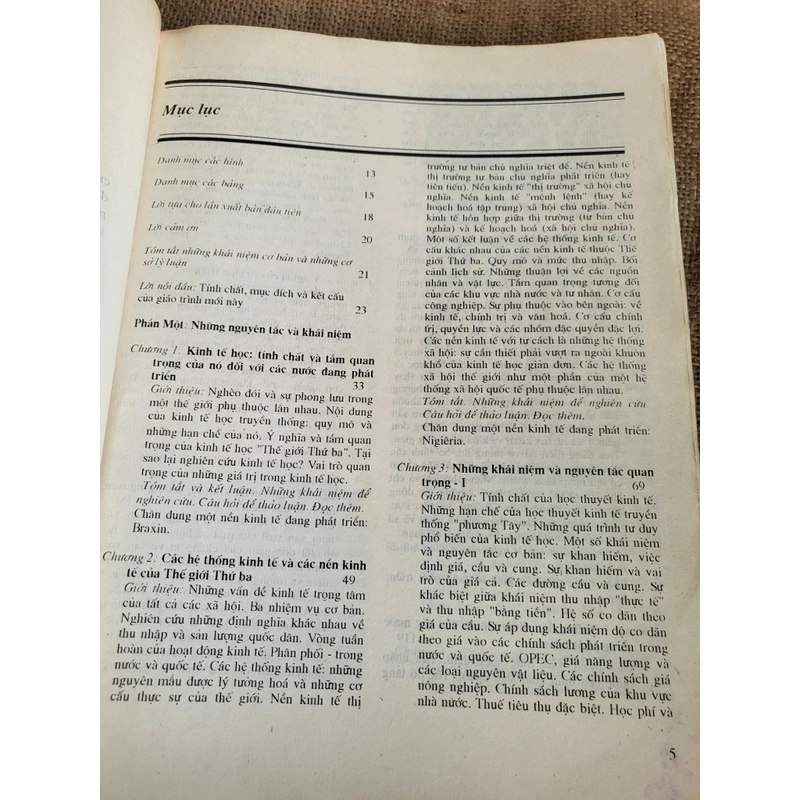 Mục lục
Danh mục các hình
13
Danh mục các bảng
15
Lời tựa cho lần xuất bản đầu tiên
18
Lời cảm ơn
20
Tóm tắt những khái niệm cơ bản và những cơ
sở lý luận
21
Lời nói đầu: Tính chất, mục đích và kết cấu
của giáo trình mới này
23
Phần Một: Những nguyên tắc và khái niệm
Chương 1: Kinh tế học: tính chất và tầm quan
trọng của nó đối với các nước đang phát
triển 33
Giới thiệu: Nghèo đói và sự phong lưu trong
một thế giới phụ thuộc lẫn nhau. Nội dung
của kinh tế học truyền thống: quy mô và
những hạn chế của nó. Ý nghĩa và tầm quan
trọng của kinh tế học "Thế giới Thứ ba". Tại
sao lại nghiên cứu kinh tế học? Vai trò quan
trọng của những giá trị trong kinh tế học.
Tóm tắt và kết luận. Những khái niệm để
nghiên cứu. Câu hỏi để thảo luận. Đọc thêm.
Chân dung một nền kinh tế đang phát triển:
Braxin.
Chương 2: Các hệ thống kinh tế và các nền kinh
tế của Thế giới Thứ ba 49
Giới thiệu: Những vấn đề kinh tế trọng tâm
của tất cả các xã hội. Ba nhiệm vụ cơ bản.
Nghiên cứu những định nghĩa khác nhau về
thu nhập và sản lượng quốc dân. Vòng tuần
hoàn của hoạt động kinh tế. Phân phối - trong
nước và quốc tế. Các hệ thống kinh tế: những
nguyên mẫu được lý tưởng hoá và những cơ
cấu thực sự của thế giới. Nền kinh tế thị
trường tư bản chủ nghĩa triệt để. Nền kinh tế
thị trường tư bản chủ nghĩa phát triển (hay
tiên tiến). Nền kinh tế "thị trường" xã hội chủ
nghĩa. Nền kinh tế "mệnh lệnh" (hay kế
hoạch hoá tập trung) xã hội chủ nghĩa. Nền
kinh tế hỗn hợp giữa thị trường (tư bản chủ
nghĩa) và kế hoạch hoá (xã hội chủ nghĩa).
Một số kết luận về các hệ thống kinh tế. Cơ
cấu khác nhau của các nền kinh tế thuộc Thế
giới Thứ ba. Quy mô và mức thu nhập. Bối
cảnh lịch sử. Những thuận lợi về các nguồn
nhân và vật lực. Tầm quan trọng tương đối
của các khu vực nhà nước và tư nhân. Cơ cấu
công nghiệp. Sự phụ thuộc vào bên ngoài: về
kinh tế, chính trị và văn hoá. Cơ cấu chính
trị, quyền lực và các nhóm đặc quyền đặc lợi.
Các nền kinh tế với tư cách là những hệ thống
xã hội: sự cần thiết phải vượt ra ngoài khuôn
khổ của kinh tế học giản đơn. Các hệ thống
xã hội thế giới như một phần của một hệ
thống xã hội quốc tế phụ thuộc lẫn nhau.
Tóm tắt. Những khái niệm để nghiên cứu.
Câu hỏi để thảo luận. Đọc thêm.
Chân dung một nền kinh tế đang phát triển:
Nigiêria.
Chương 3: Những khái niệm và nguyên tắc quan
trọng - I 69
Giới thiệu: Tính chất của học thuyết kinh tế.
Những hạn chế của học thuyết kinh tế truyền
thống "phương Tây". Những quá trình tư duy
phổ biến của kinh tế học. Một số khái niệm
và nguyên tắc cơ bản: sự khan hiếm, việc
định giá, cầu và cung. Sự khan hiếm và vai
trò của giá cả. Các đường cầu và cung. Sự
khác biệt giữa khái niệm thu nhập "thực tế"
và thu nhập "bằng tiền". Hệ số co dãn theo
giá của cầu. Sự áp dụng khái niệm độ co dãn
theo giá vào các chính sách phát triển trong
nước và quốc tế. OPEC, giá năng lượng và
các loại nguyên vật liệu. Các chính sách giá
nông nghiệp. Chính sách lương của khu vực
nhà nước. Thuế tiêu thụ đặc biệt. Học phí và
5